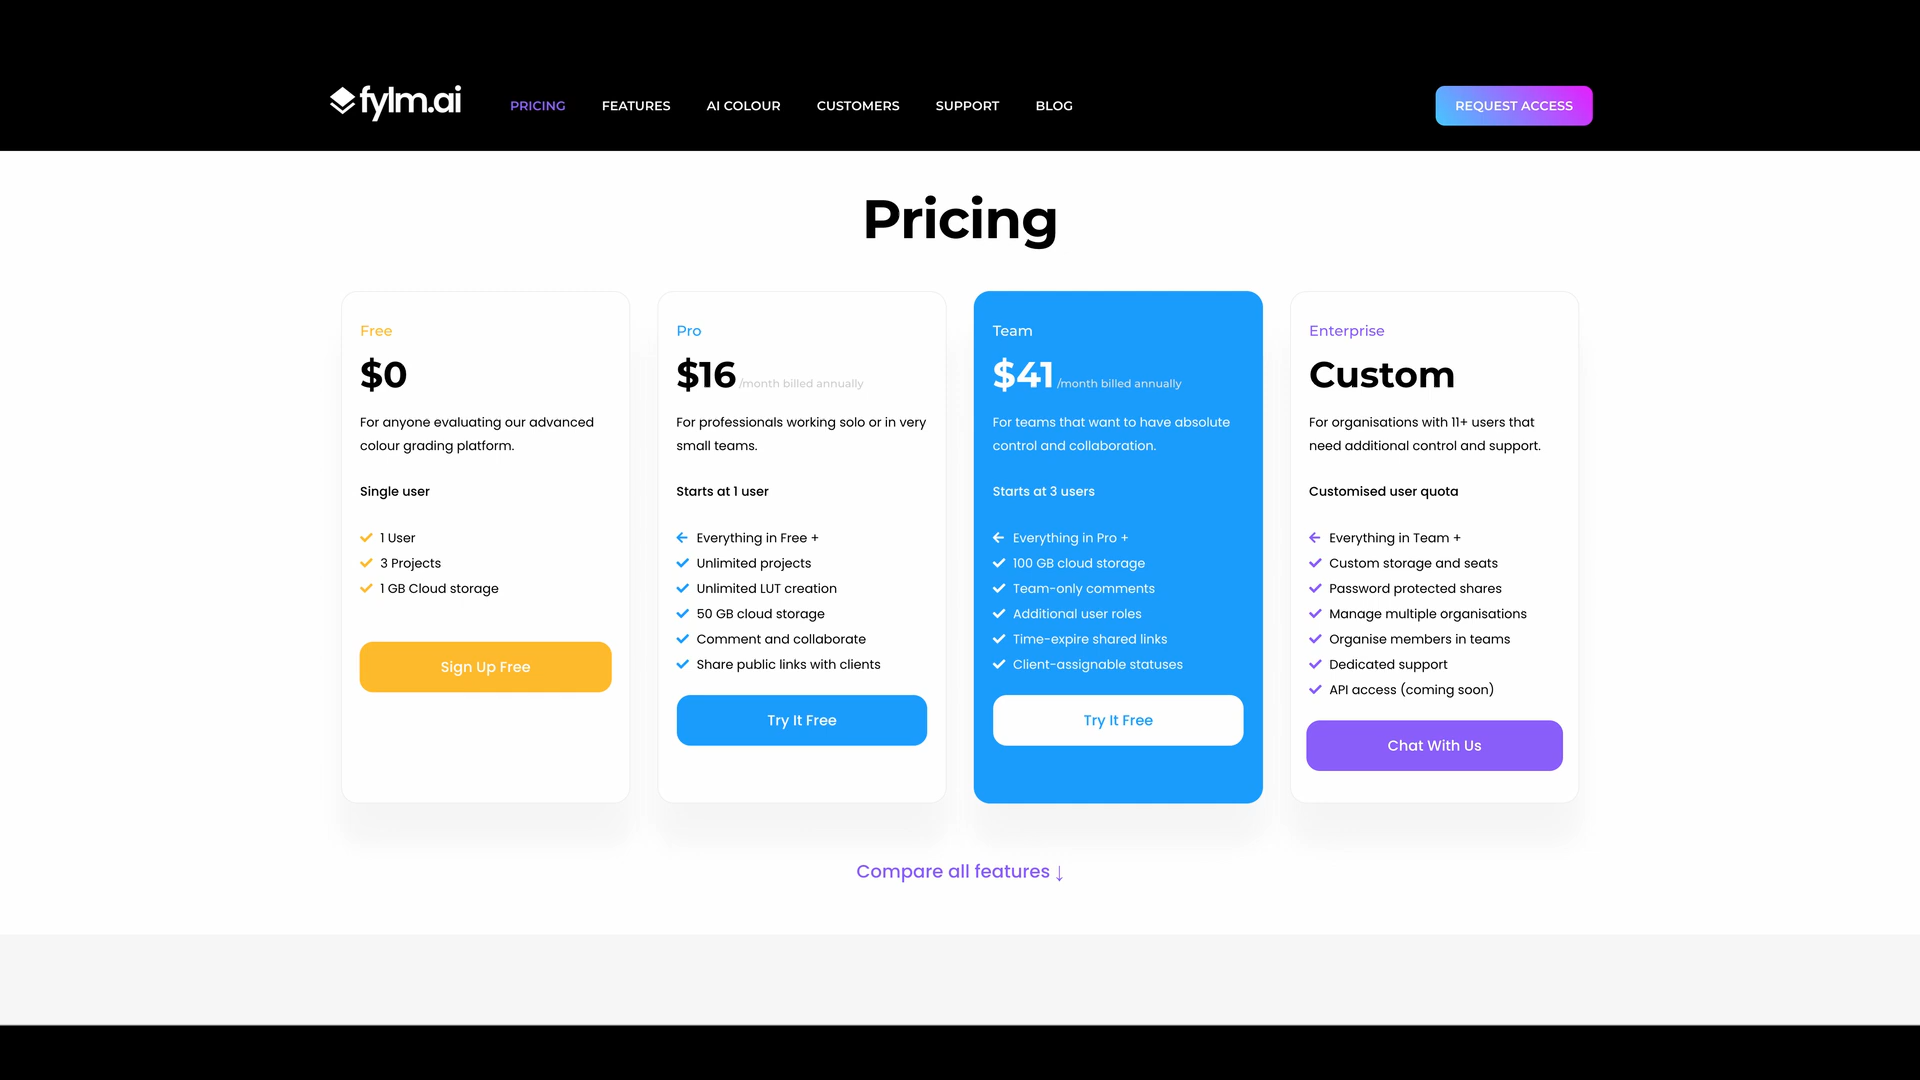 fylm.ai
PRICING
FEATURES
AI COLOUR
CUSTOMERS
SUPPORT
BLOG
REQUEST ACCESS
Pricing
Free
$0
For anyone evaluating our advanced
colour grading platform.
Single user
1 User
3 Projects
1 GB Cloud storage
Sign Up Free
Pro
$16 /month billed annually
For professionals working solo or in very
small teams.
Starts at 1 user
Everything in Free +
Unlimited projects
Unlimited LUT creation
50 GB cloud storage
Comment and collaborate
Share public links with clients
Try It Free
Team
$41 /month billed annually
For teams that want to have absolute
control and collaboration.
Starts at 3 users
Everything in Pro +
100 GB cloud storage
Team-only comments
Additional user roles
Time-expire shared links
Client-assignable statuses
Try It Free
Enterprise
Custom
For organisations with 11+ users that
need additional control and support.
Customised user quota
Everything in Team +
Custom storage and seats
Password protected shares
Manage multiple organisations
Organise members in teams
Dedicated support
API access (coming soon)
Chat With Us
Compare all features ↓